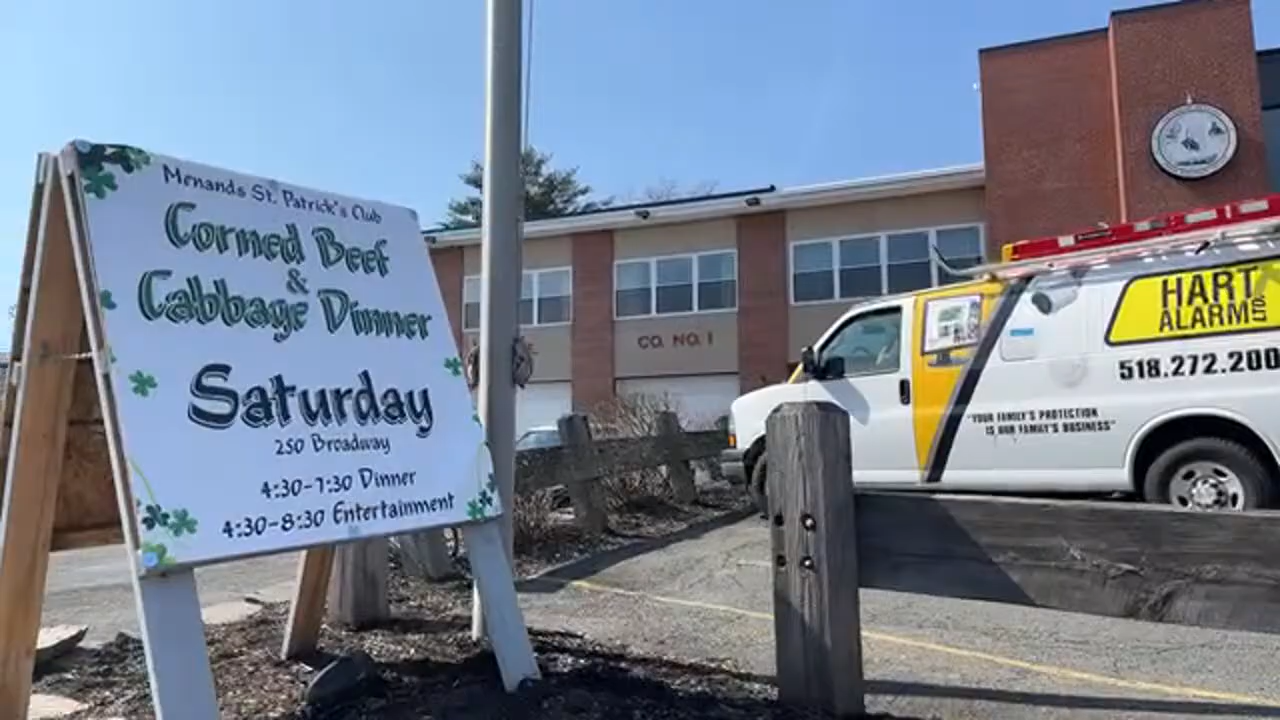 Menands St. Patrick's Club
Corned Beef
&
Cabbage Dinner
Saturday
250 Broadway
4:30-7:30 Dinner
4:30-8:30 Entertainment
CO. NO. 1
HART
ALARM LTD.
518.272.200
"YOUR FAMILY'S PROTECTION
IS OUR FAMILY'S BUSINESS"